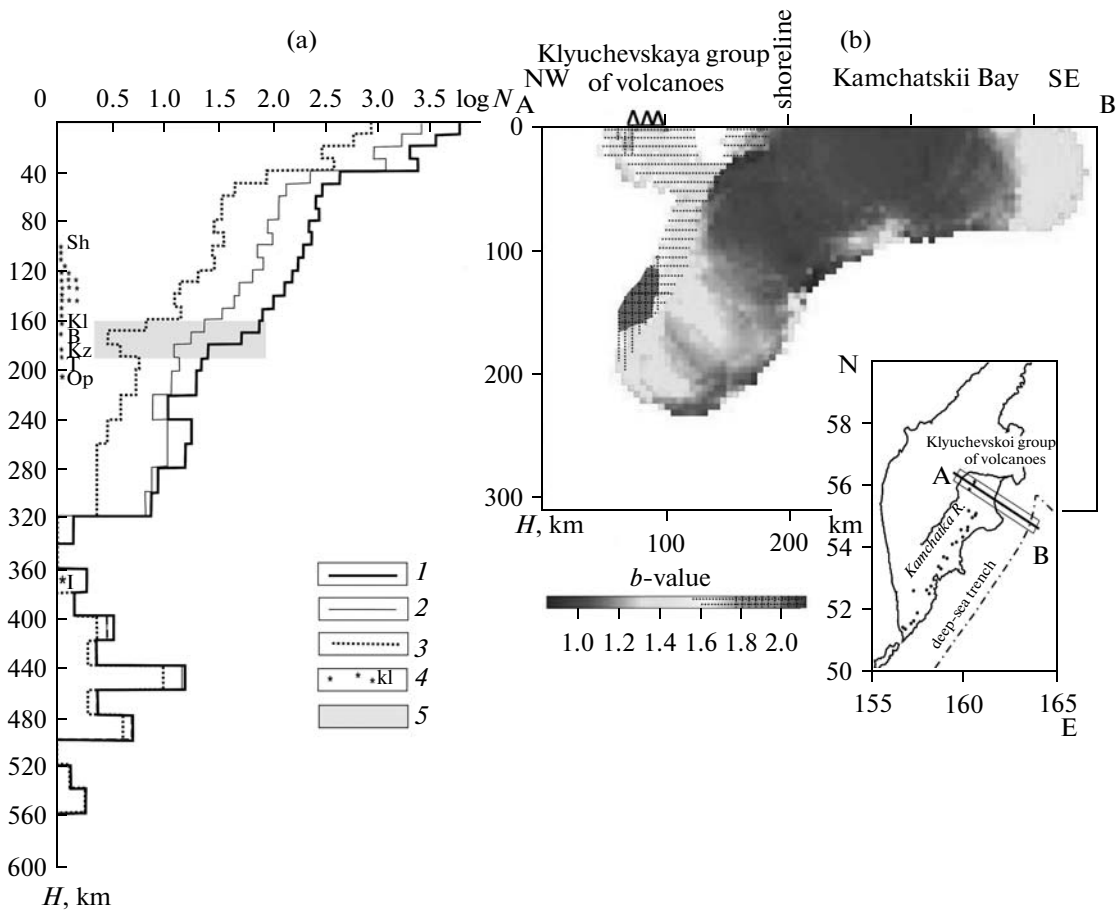 (a)
0 0.5 1.0 1.5 2.0 2.5 3.0 3.5 log N
40
80
120
160
200
240
280
320
360
400
440
480
520
560
600
H, km
Sh
Kl
B
Kz
Op
I
1
2
3
4
5
kl
(b)
Klyuchevskaya group
of volcanoes
NW
A
shoreline
Kamchatskii Bay
SE
B
0
100
200
300
H, km
100 200 km
b-value
1.0 1.2 1.4 1.6 1.8 2.0
N
58
56
54
52
50
155 160 165
E
Klyuchevskoi group
of volcanoes
A
B
Kamchatka R.
deep-sea trench